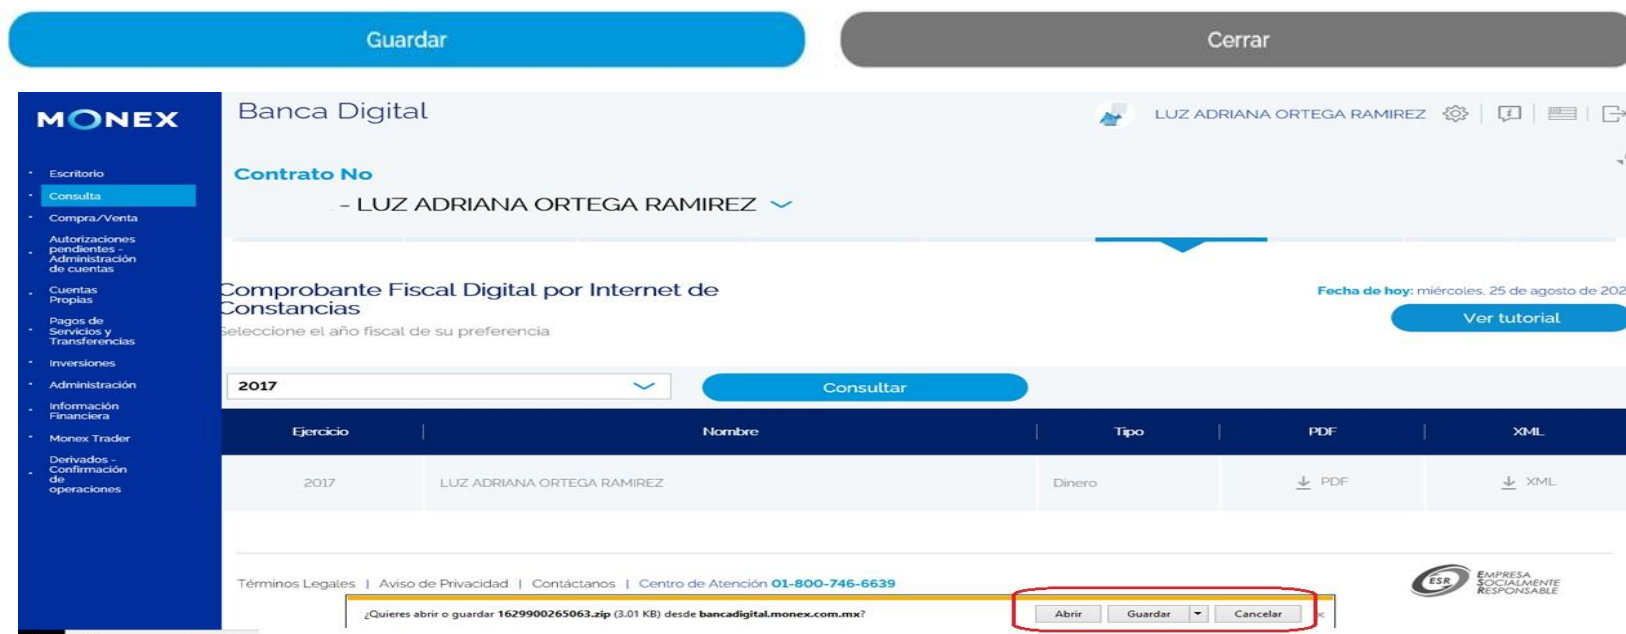 Guardar
Cerrar
MONEX
Banca Digital
LUZ ADRIANA ORTEGA RAMIREZ
Contrato No
- LUZ ADRIANA ORTEGA RAMIREZ
Escritorio
Consulta
Compra/Venta
Autorizaciones
pendientes -
Administración
de cuentas
Cuentas
Propias
Pagos de
Servicios y
Transferencias
Inversiones
Administración
Información
Financiera
Monex Trader
Derivados -
Confirmación
de
operaciones
Comprobante Fiscal Digital por Internet de
Constancias
Seleccione el año fiscal de su preferencia
Fecha de hoy: miércoles, 25 de agosto de 202
Ver tutorial
2017
Consultar
Ejercicio | Nombre | Tipo | PDF | XML
2017 LUZ ADRIANA ORTEGA RAMIREZ Dinero PDF XML
Términos Legales | Aviso de Privacidad | Contáctanos | Centro de Atención 01-800-746-6639
ESR
EMPRESA
SOCIALMENTE
RESPONSABLE
¿Quieres abrir o guardar 1629900265063.zip (3.01 KB) desde bancadigital.monex.com.mx?
Abrir Guardar Cancelar ×